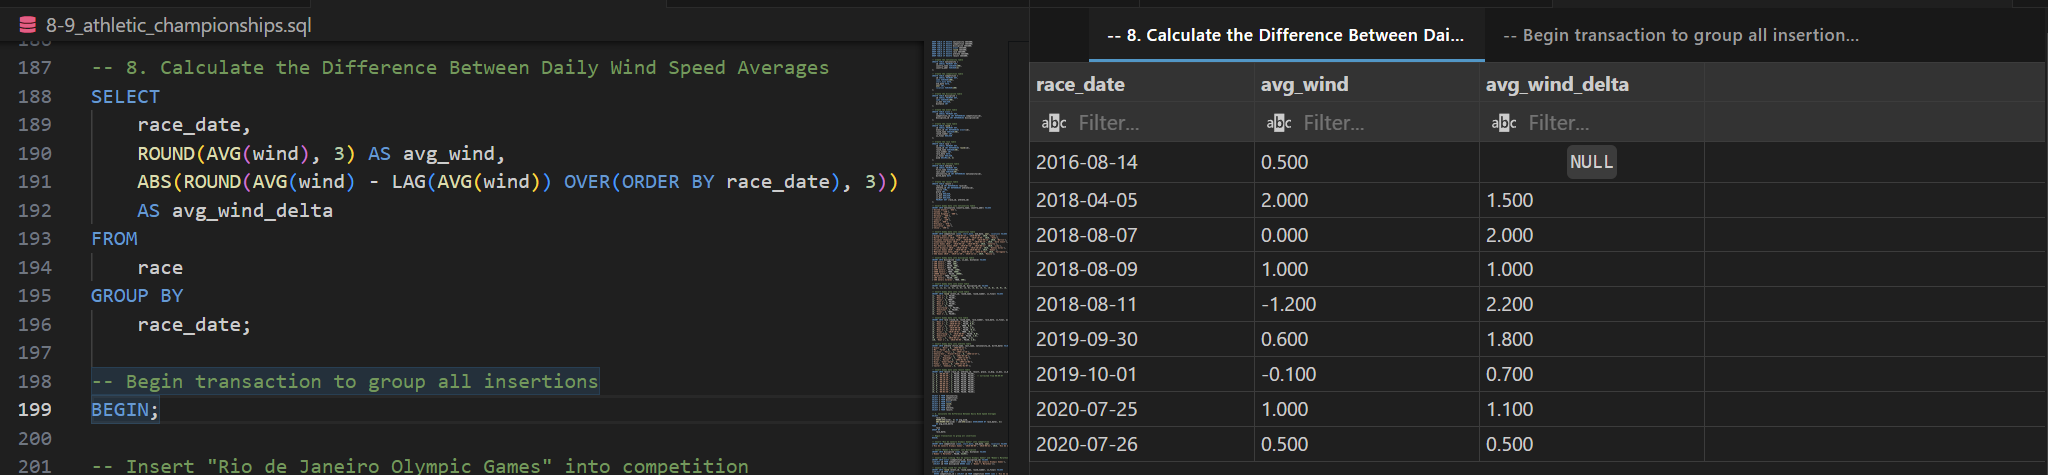 8-9_athletic_championships.sql
187 -- 8. Calculate the Difference Between Daily Wind Speed Averages
188 SELECT
189 race_date,
190 ROUND(AVG(wind), 3) AS avg_wind,
191 ABS(ROUND(AVG(wind) - LAG(AVG(wind)) OVER(ORDER BY race_date), 3))
192 AS avg_wind_delta
193 FROM
194 race
195 GROUP BY
196 race_date;
197
198 -- Begin transaction to group all insertions
199 BEGIN;
200
201 -- Insert "Rio de Janeiro Olympic Games" into competition
-- 8. Calculate the Difference Between Dai... -- Begin transaction to group all insertion...
race_date avg_wind avg_wind_delta
abc Filter... abc Filter... abc Filter...
2016-08-14 0.500 NULL
2018-04-05 2.000 1.500
2018-08-07 0.000 2.000
2018-08-09 1.000 1.000
2018-08-11 -1.200 2.200
2019-09-30 0.600 1.800
2019-10-01 -0.100 0.700
2020-07-25 1.000 1.100
2020-07-26 0.500 0.500